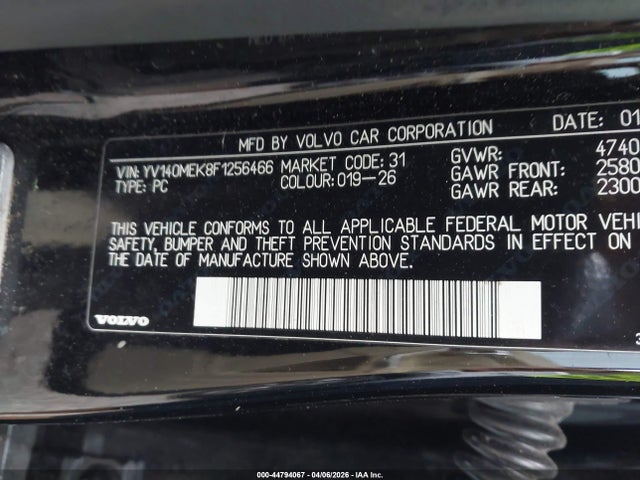 MFD BY VOLVO CAR CORPORATION DATE: 01
VIN: YV140MEK8F1256466 MARKET CODE: 31 GVWR: 4740
TYPE: PC COLOUR: 019-26 GAWR FRONT: 2580
GAWR REAR: 2300
THIS VEHICLE CONFORMS TO ALL APPLICABLE FEDERAL MOTOR VEHI
SAFETY, BUMPER AND THEFT PREVENTION STANDARDS IN EFFECT ON
THE DATE OF MANUFACTURE SHOWN ABOVE.
VOLVO
3
000-44794067 - 04/06/2026 - IAA Inc.